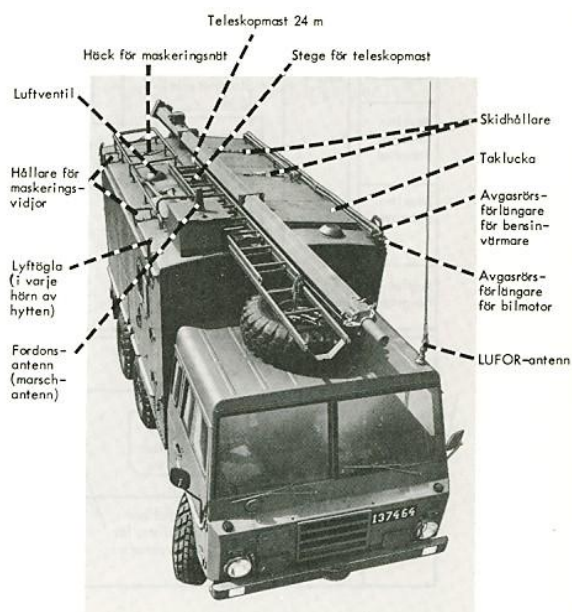 Teleskopmast 24 m
Häck för maskeringsnät
Stege för teleskopmast
Luftventil
Skidhållare
Hållare för
maskerings-
vidjor
Taklucka
Avgasrörs-
förlängare
för bensin-
värmare
Lyftögla
(i varje
hörn av
hytten)
Avgasrörs-
förlängare
för bilmotor
Fordons-
antenn
(marsch-
antenn)
LUFOR-antenn
137464